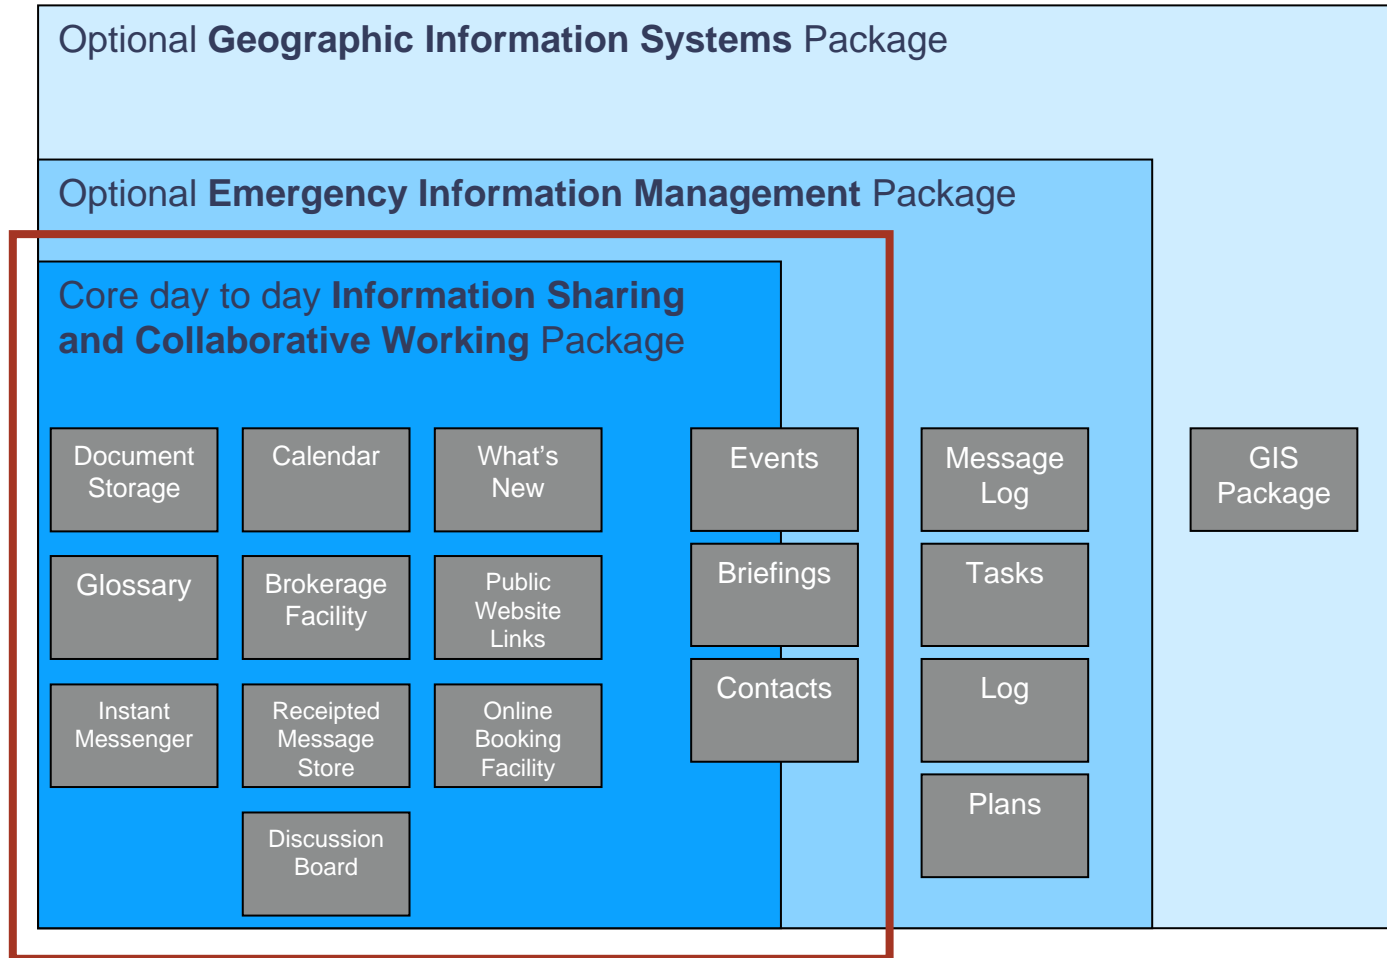 Optional Geographic Information Systems Package
Optional Emergency Information Management Package
Core day to day Information Sharing
and Collaborative Working Package
Document
Storage
Calendar
What’s
New
Events
Message
Log
GIS
Package
Glossary
Brokerage
Facility
Public
Website
Links
Briefings
Tasks
Instant
Messenger
Receipted
Message
Store
Online
Booking
Facility
Contacts
Log
Discussion
Board
Plans